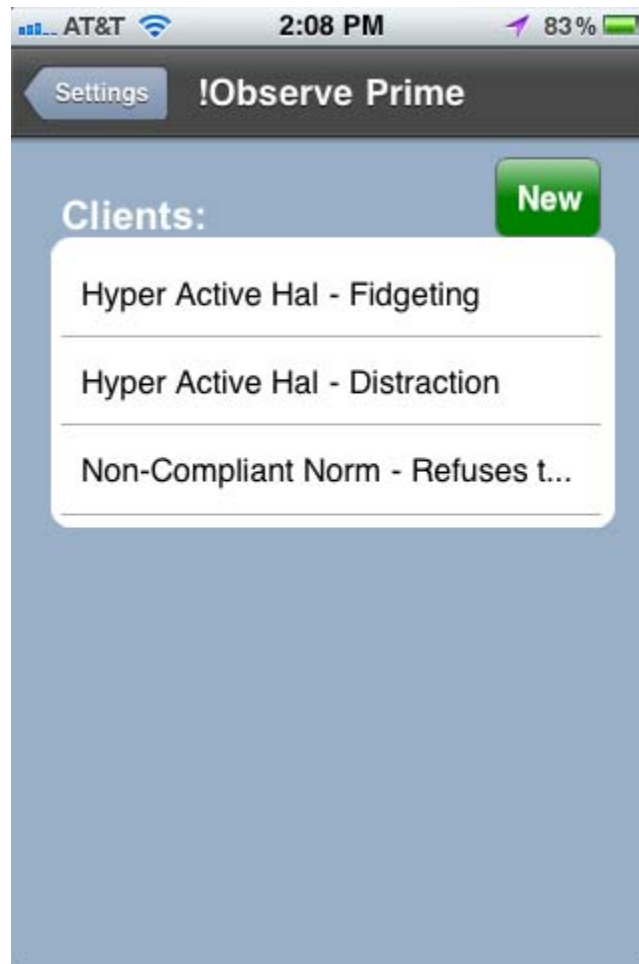 AT&T 2:08 PM 83%
Settings !Observe Prime
New
Clients:
Hyper Active Hal - Fidgeting
Hyper Active Hal - Distraction
Non-Compliant Norm - Refuses t...